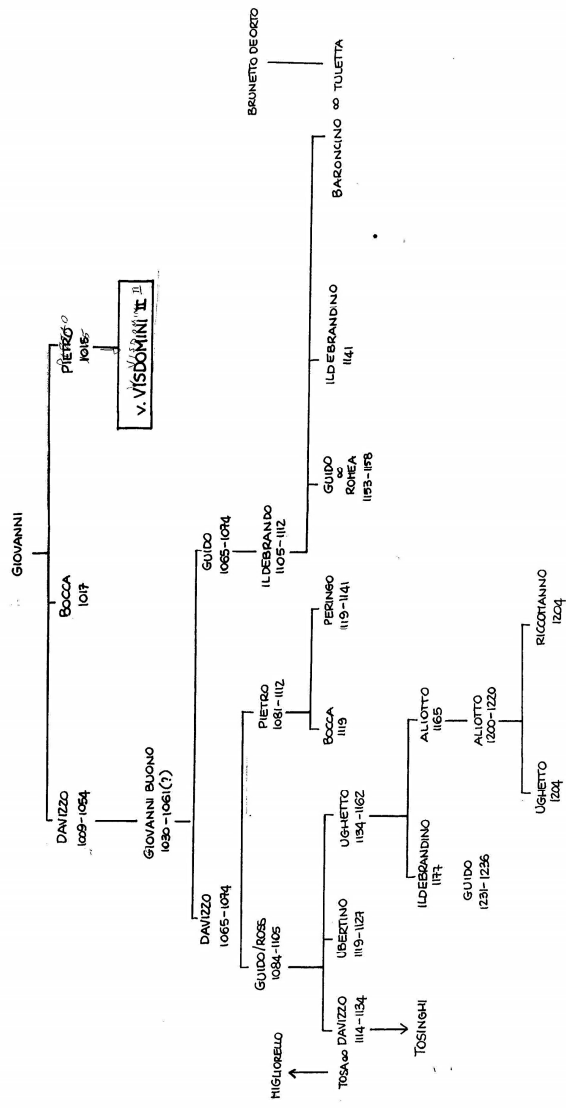 GIOVANNI
DAVIZZO
1009-1054
BOCCA
1017
PIETRO
1015
v. VISDOMINI II
GIOVANNI BUONO
1030-1061(?)
DAVIZZO
1065-1074
GUIDO
1065-1074
GUIDO/ROSS
1084-1105
PIETRO
1081-1112
ILDEBRANDO
1105-1112
BRUNETTO DE ORTO
MIGLIORELLO
TOSA ∞ DAVIZZO
1114-1134
UBERTINO
1119-1127
UGHETTO
1134-1162
BOCCA
1119
PERINGO
1119-1141
GUIDO
∞
ROMEA
1153-1158
ILDEBRANDINO
1141
BARONCINO ∞ TULETTA
TOSINGHI
ILDEBRANDINO
1177
ALIOTTO
1165
GUIDO
1231-1236
ALIOTTO
1200-1220
UGHETTO
1204
RICCOMANNO
1204